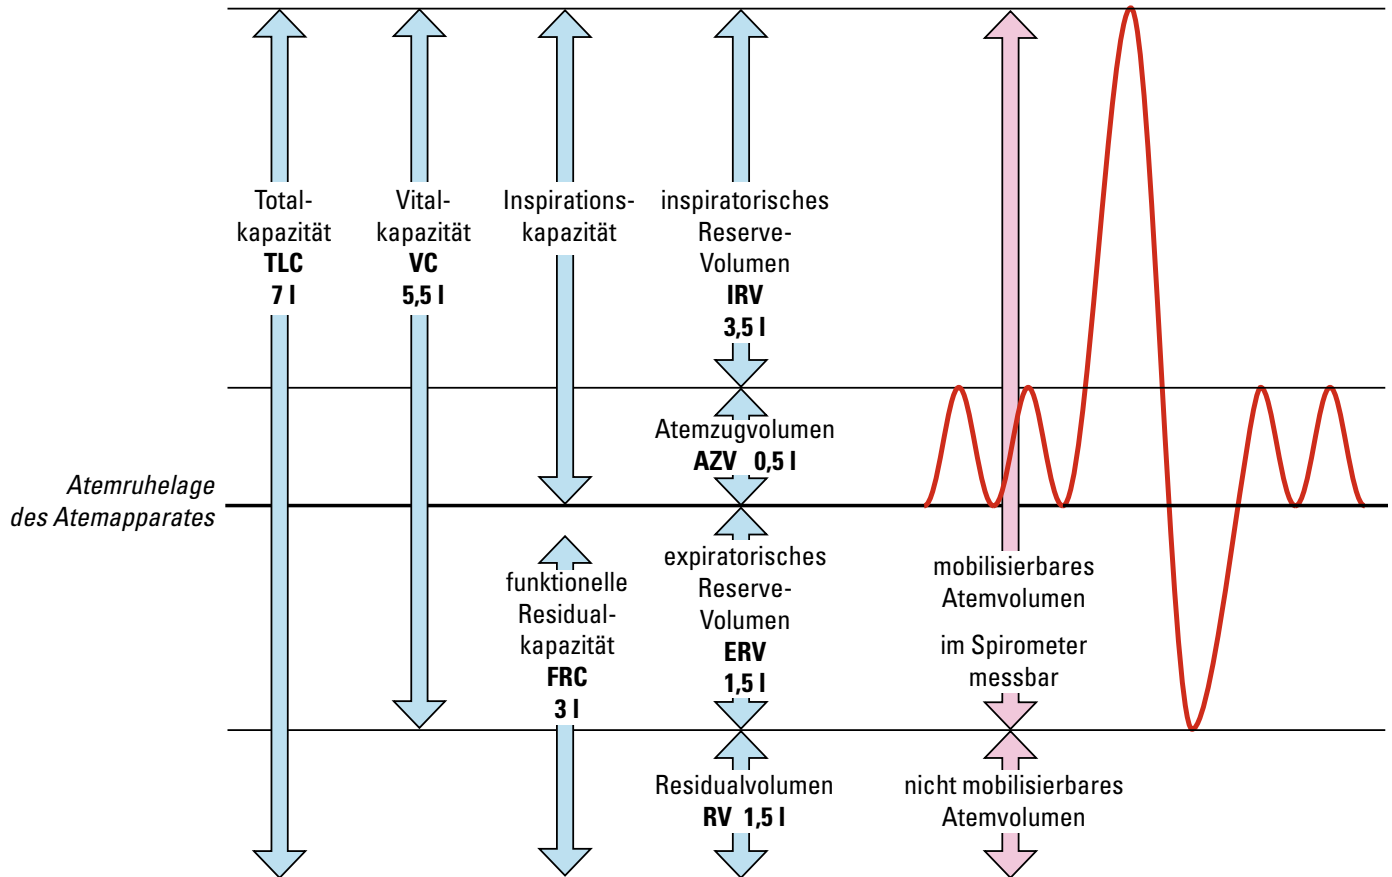 Total-
kapazität
TLC
7 l
Vital-
kapazität
VC
5,5 l
Inspirations-
kapazität
inspiratorisches
Reserve-
Volumen
IRV
3,5 l
Atemzugvolumen
AZV 0,5 l
Atemruhelage
des Atemapparates
funktionelle
Residual-
kapazität
FRC
3 l
expiratorisches
Reserve-
Volumen
ERV
1,5 l
mobilisierbares
Atemvolumen
im Spirometer
messbar
Residualvolumen
RV 1,5 l
nicht mobilisierbares
Atemvolumen